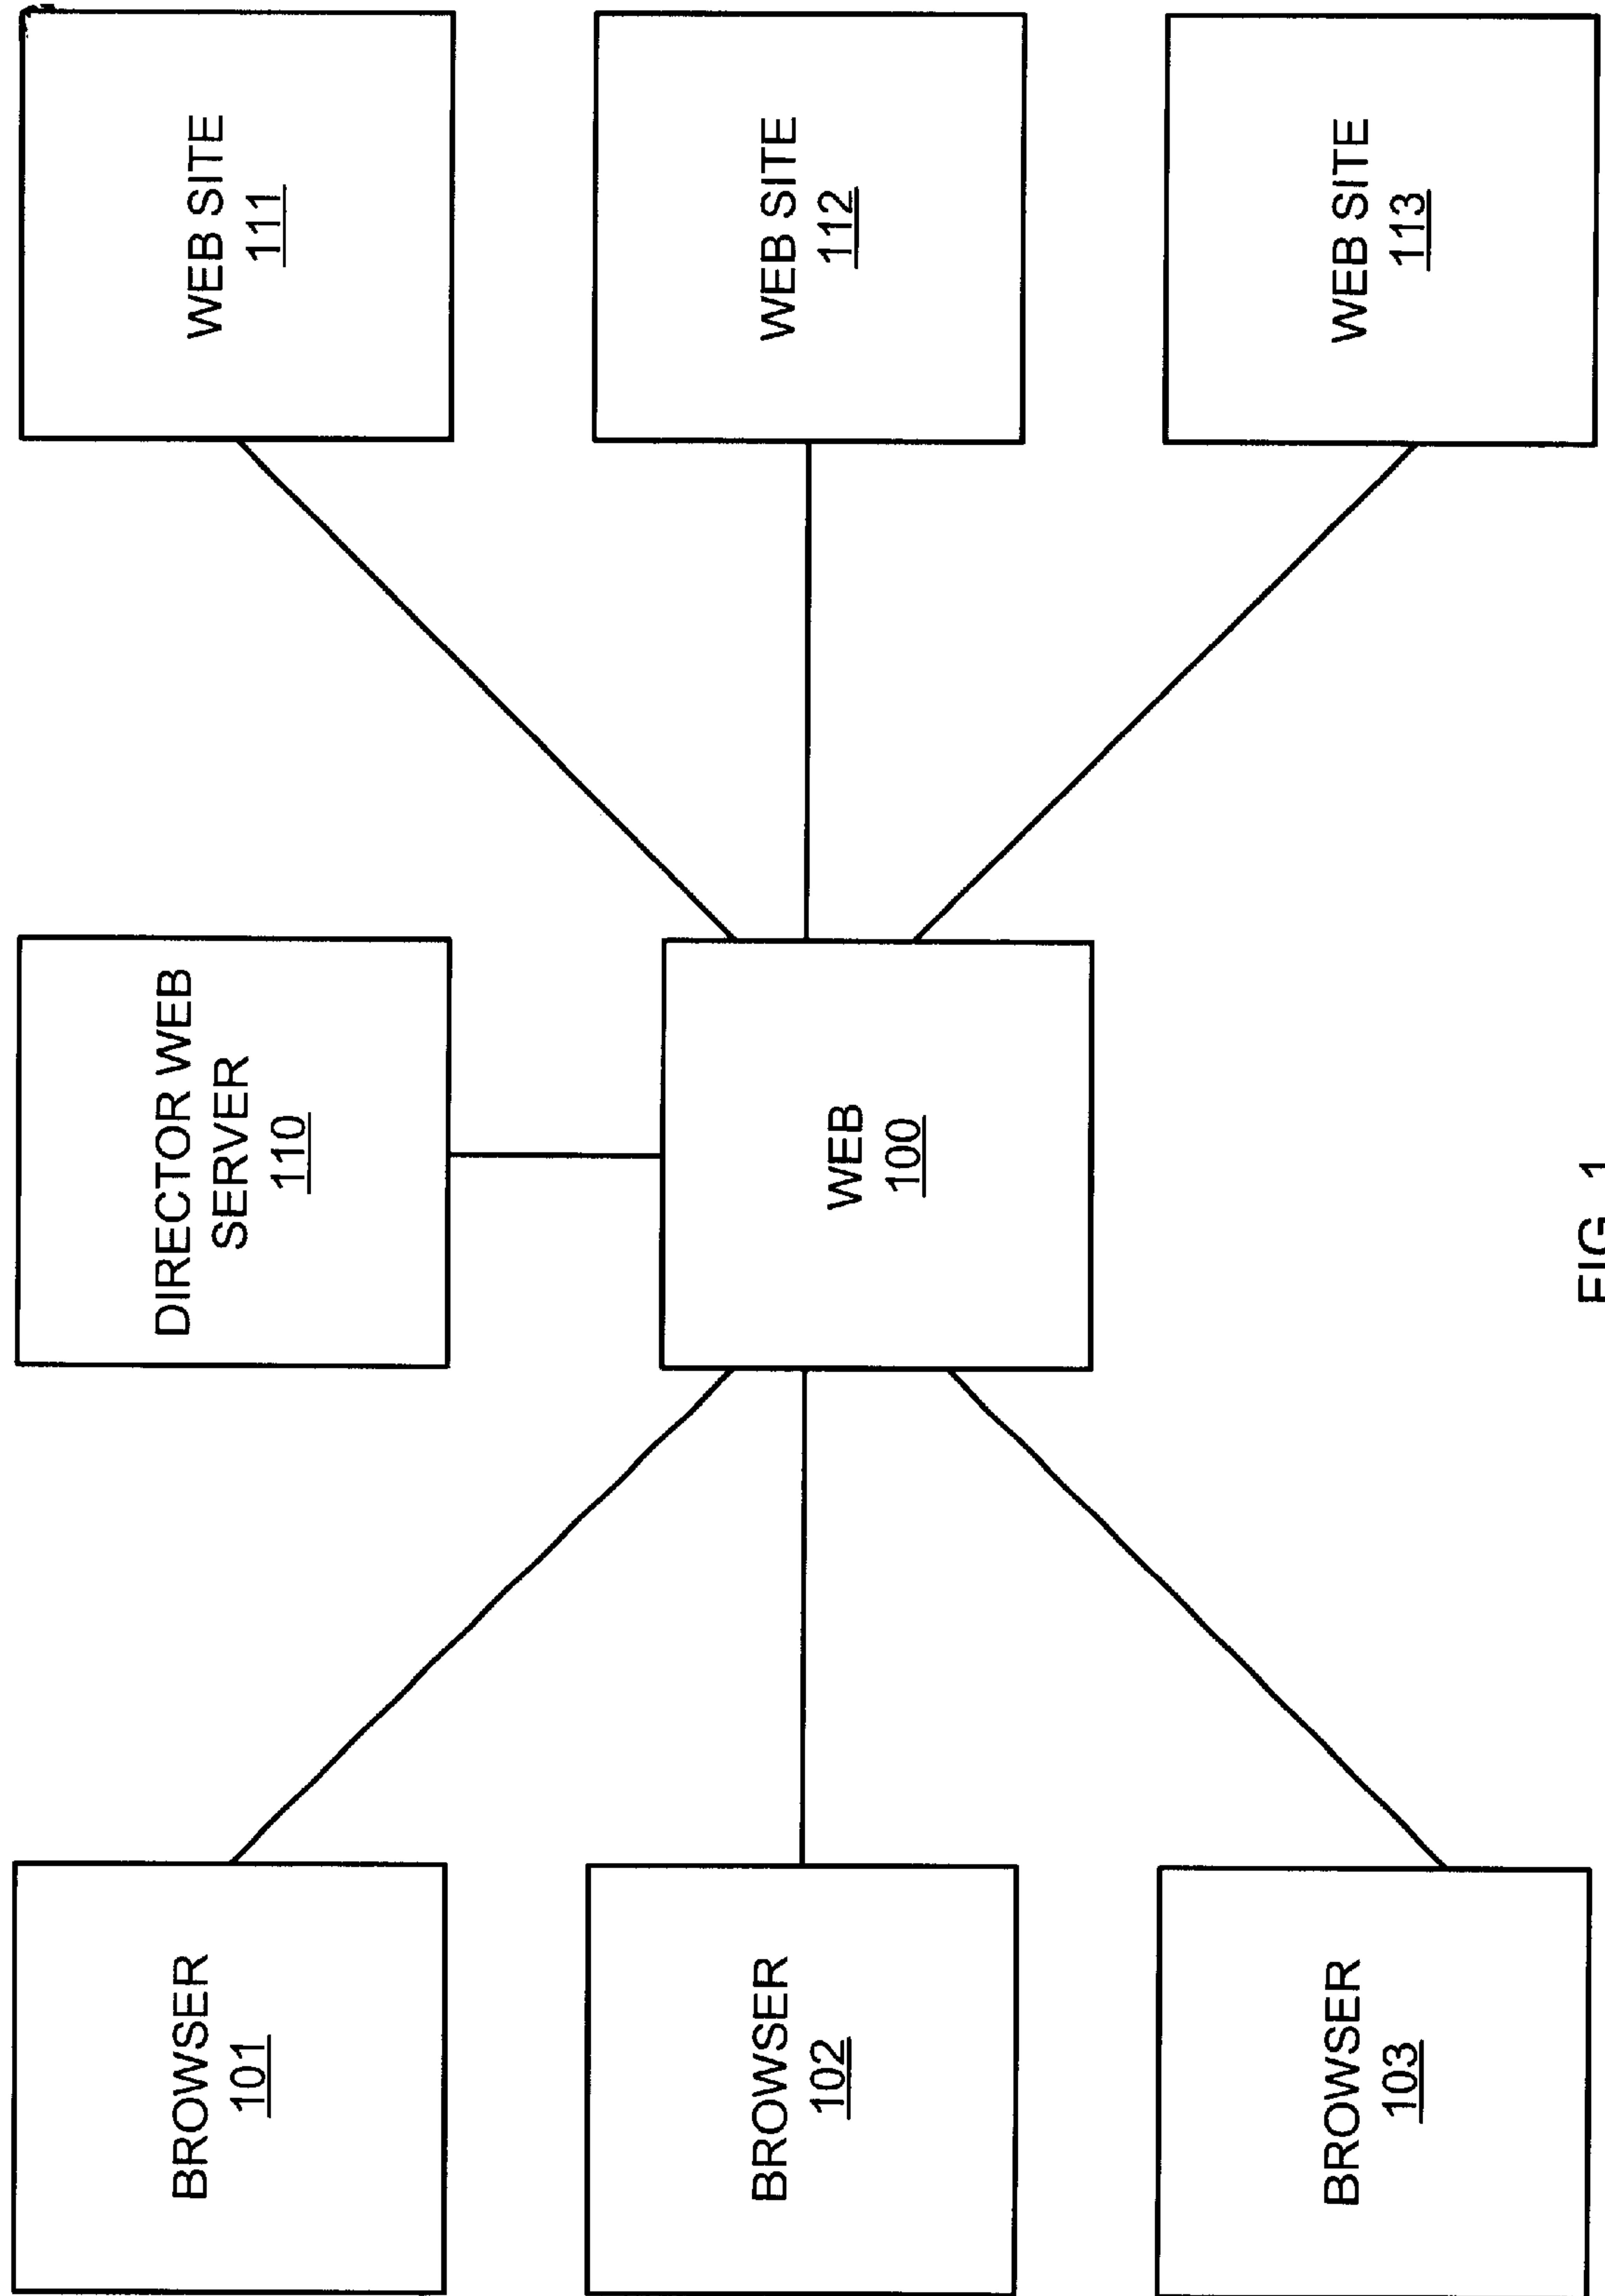 DIRECTOR WEB
SERVER
110
BROWSER
101
WEB SITE
111
BROWSER
102
WEB
100
WEB SITE
112
BROWSER
103
WEB SITE
113
FIG. 1